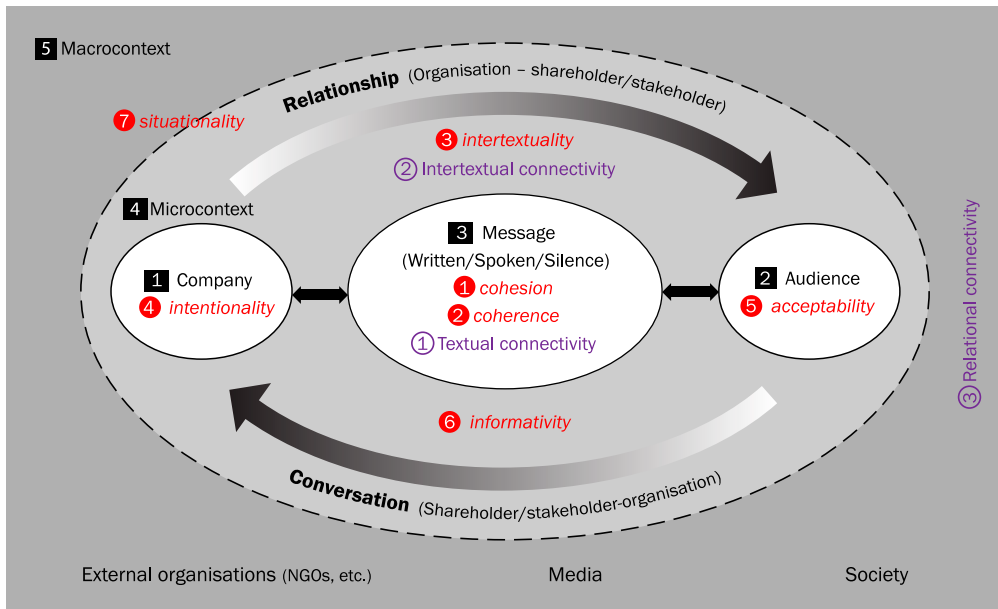 5 Macrocontext
Relationship (Organisation – shareholder/stakeholder)
7 situationality
3 intertextuality
2 Intertextual connectivity
4 Microcontext
1 Company
4 intentionality
3 Message
(Written/Spoken/Silence)
1 cohesion
2 coherence
1 Textual connectivity
2 Audience
5 acceptability
3 Relational connectivity
6 informativity
Conversation (Shareholder/stakeholder-organisation)
External organisations (NGOs, etc.)
Media
Society